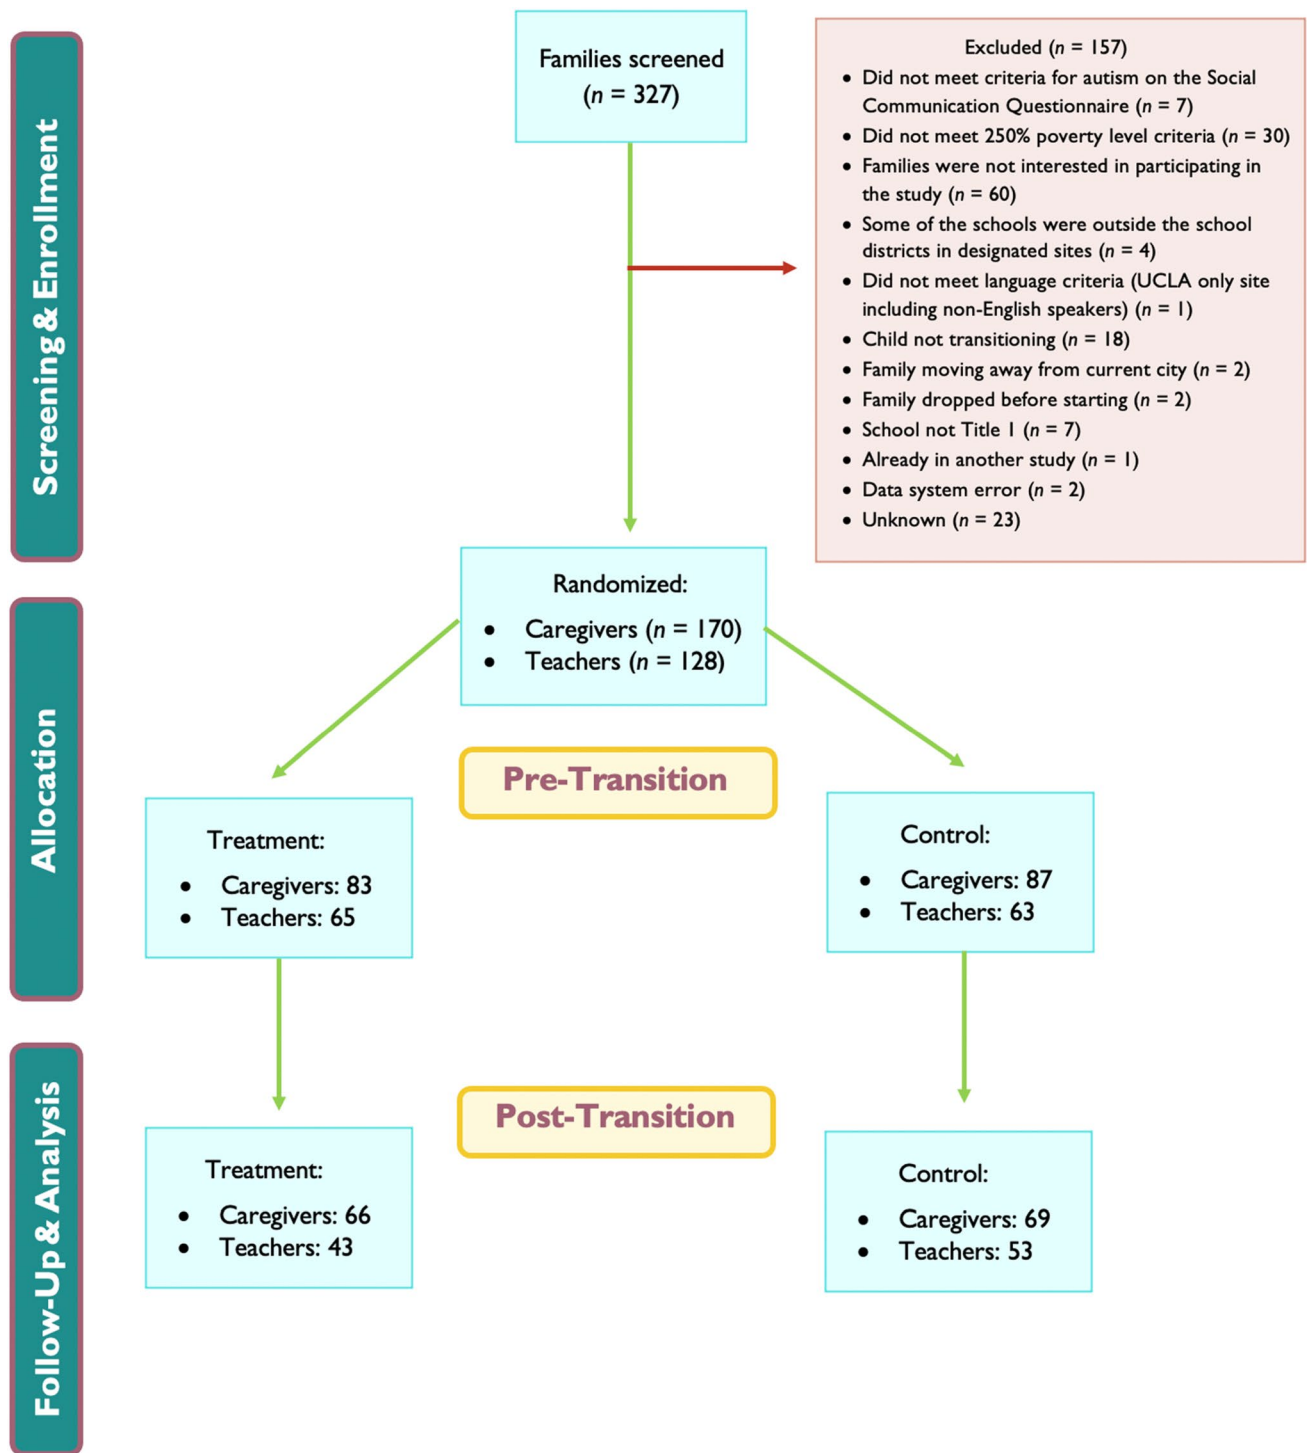 Screening & Enrollment
Families screened
(n = 327)
Excluded (n = 157)
• Did not meet criteria for autism on the Social
Communication Questionnaire (n = 7)
• Did not meet 250% poverty level criteria (n = 30)
• Families were not interested in participating in
the study (n = 60)
• Some of the schools were outside the school
districts in designated sites (n = 4)
• Did not meet language criteria (UCLA only site
including non-English speakers) (n = 1)
• Child not transitioning (n = 18)
• Family moving away from current city (n = 2)
• Family dropped before starting (n = 2)
• School not Title 1 (n = 7)
• Already in another study (n = 1)
• Data system error (n = 2)
• Unknown (n = 23)
Allocation
Randomized:
• Caregivers (n = 170)
• Teachers (n = 128)
Pre-Transition
Treatment:
• Caregivers: 83
• Teachers: 65
Control:
• Caregivers: 87
• Teachers: 63
Follow-Up & Analysis
Post-Transition
Treatment:
• Caregivers: 66
• Teachers: 43
Control:
• Caregivers: 69
• Teachers: 53